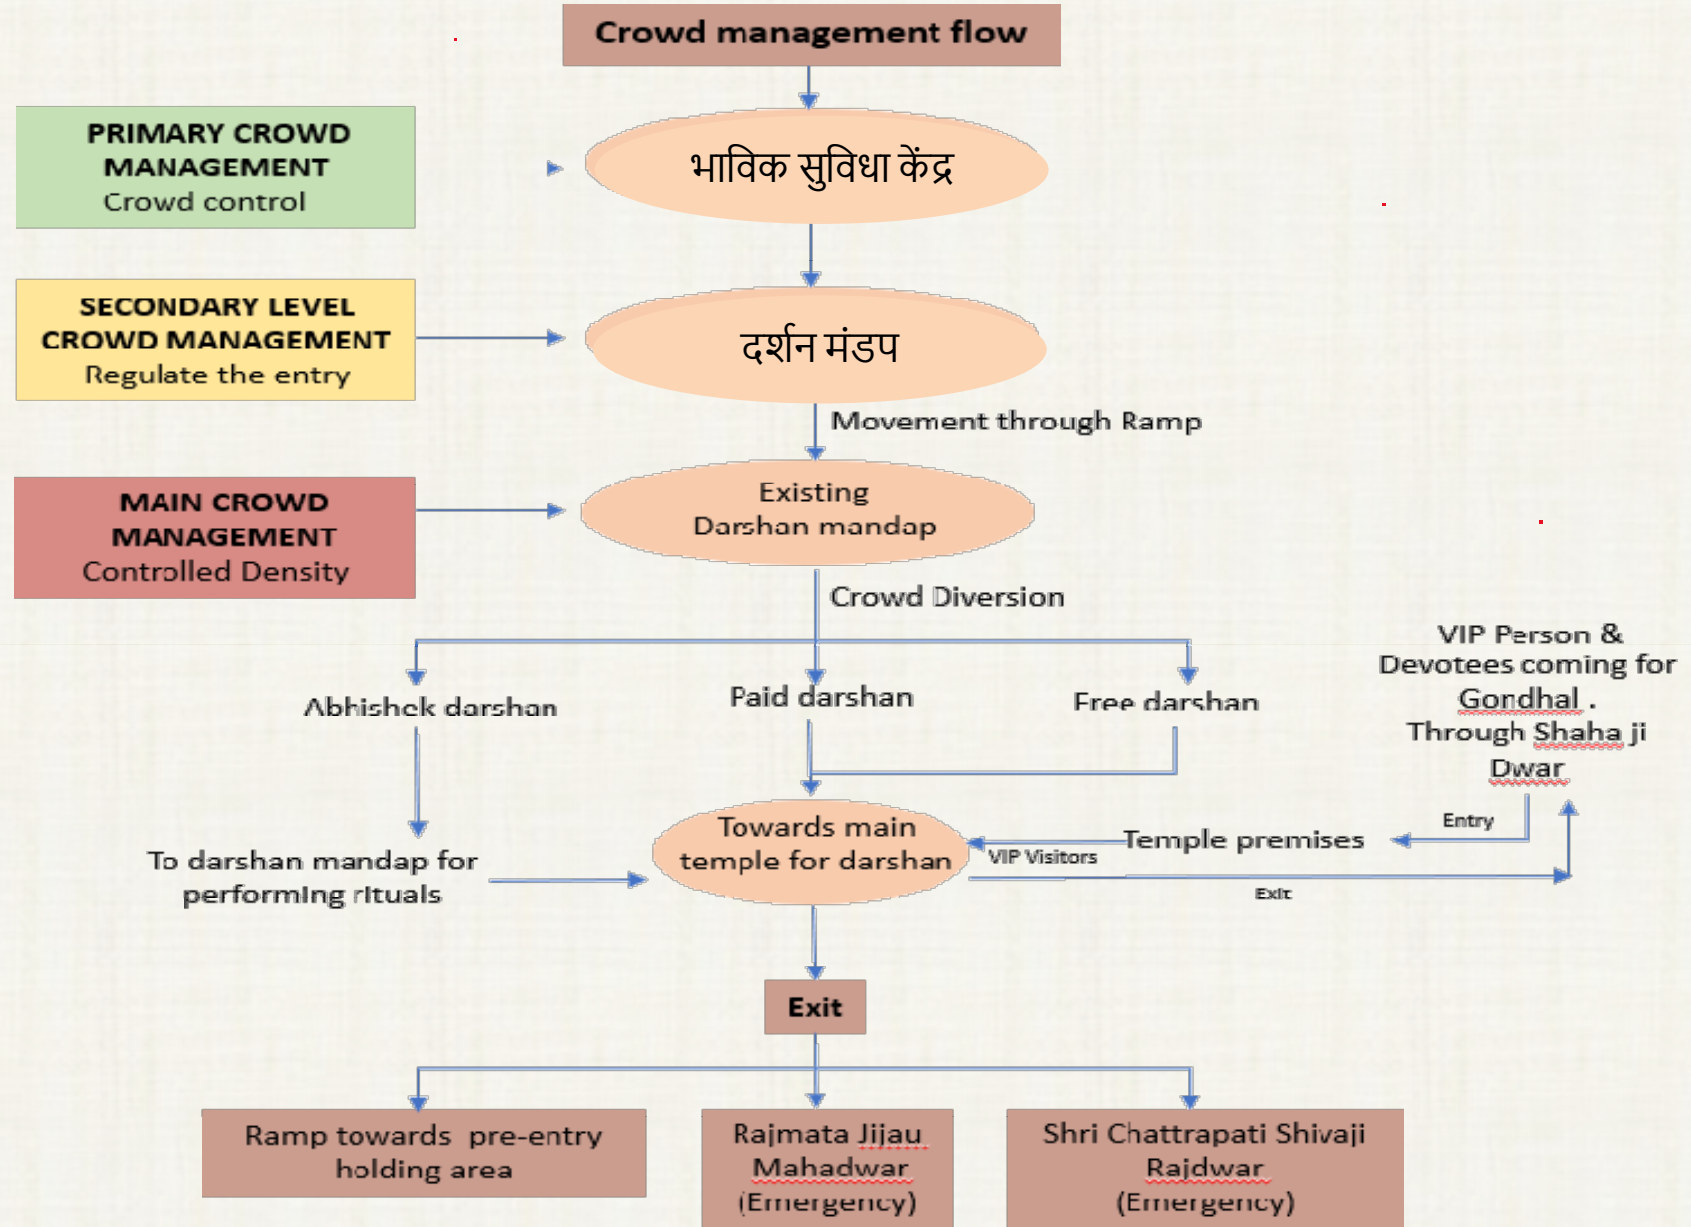 Crowd management flow
PRIMARY CROWD
MANAGEMENT
Crowd control
भाविक सुविधा केंद्र
SECONDARY LEVEL
CROWD MANAGEMENT
Regulate the entry
दर्शन मंडप
Movement through Ramp
MAIN CROWD
MANAGEMENT
Controlled Density
Existing
Darshan mandap
Crowd Diversion
Abhishek darshan
Paid darshan
Free darshan
VIP Person &
Devotees coming for
Gondhal .
Through Shaha ji
Dwar
Entry
Temple premises
VIP Visitors
Exit
Towards main
temple for darshan
To darshan mandap for
performing rituals
Exit
Ramp towards pre-entry
holding area
Rajmata Jijau
Mahadwar
(Emergency)
Shri Chattrapati Shivaji
Rajdwar
(Emergency)